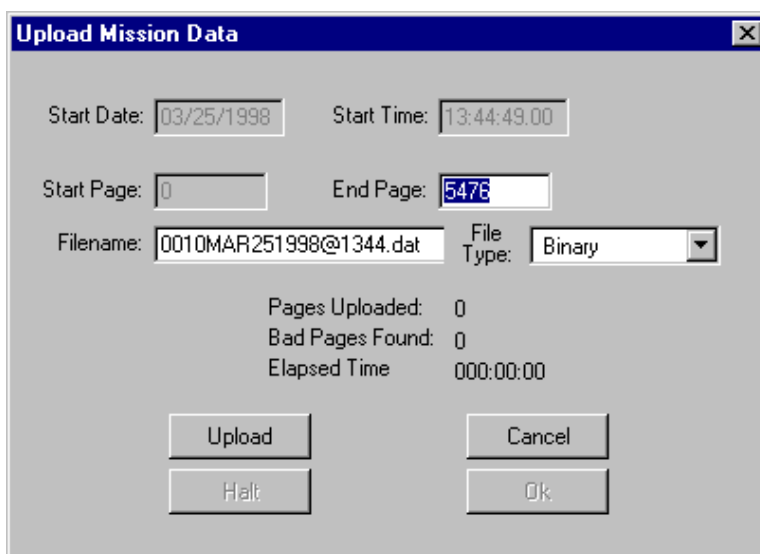 Upload Mission Data
Start Date: 03/25/1998 Start Time: 13:44:49.00
Start Page: 0 End Page: 5476
Filename: 0010MAR251998@1344.dat File Type: Binary
Pages Uploaded: 0
Bad Pages Found: 0
Elapsed Time 000:00:00
Upload Cancel
Halt Ok